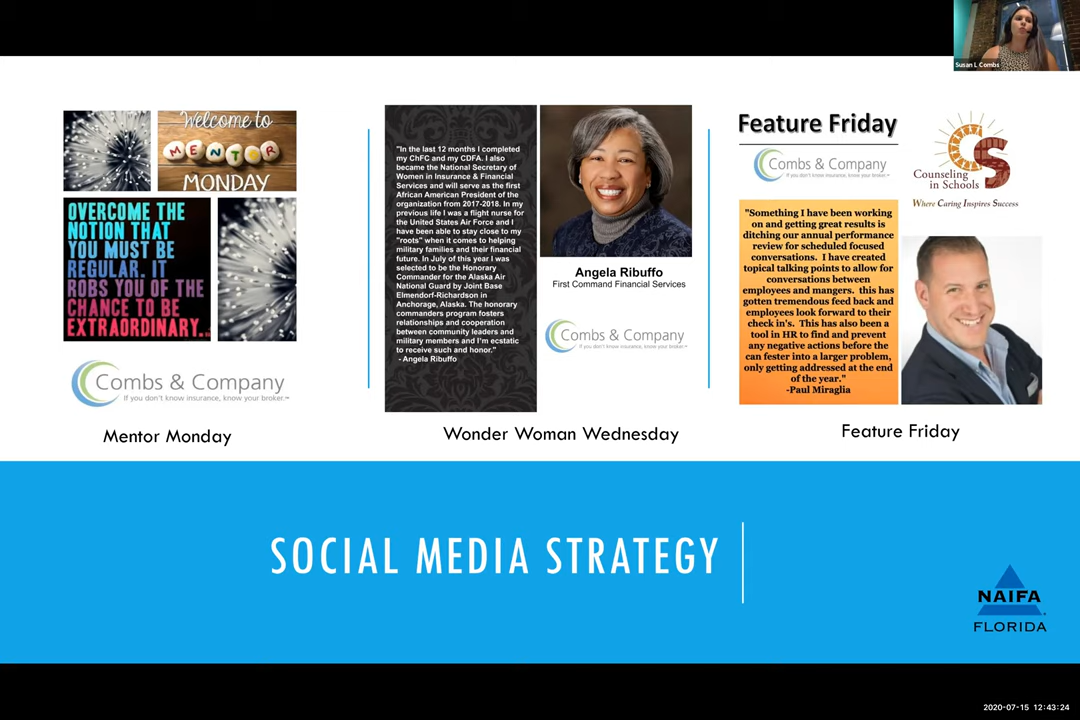 Susan L Combs
Welcome to
MENTOR
MONDAY
OVERCOME THE
NOTION THAT
YOU MUST BE
REGULAR. IT
ROBS YOU OF THE
CHANCE TO BE
EXTRAORDINARY.
Combs & Company
If you don't know insurance, know your broker.℠
Mentor Monday
"In the last 12 months I completed
my ChFC and my CDFA. I also
became the National Secretary of
Women in Insurance & Financial
Services and will serve as the first
African American President of the
organization from 2017-2018. In my
previous life I was a flight nurse for
the United States Air Force and I
have been able to stay close to my
"roots" when it comes to helping
military families and their financial
future. In July of this year I was
selected to be the Honorary
Commander for the Alaska Air
National Guard by Joint Base
Elmendorf-Richardson in
Anchorage, Alaska. The honorary
commanders program fosters
relationships and cooperation
between community leaders and
military members and I'm ecstatic
to receive such and honor."
- Angela Ribuffo
Angela Ribuffo
First Command Financial Services
Combs & Company
If you don't know insurance, know your broker.℠
Wonder Woman Wednesday
Feature Friday
Combs & Company
If you don't know insurance, know your broker.℠
CS
Counseling
in Schools
Where Caring Inspires Success
"Something I have been working
on and getting great results is
ditching our annual performance
review for scheduled focused
conversations. I have created
topical talking points to allow for
conversations between
employees and mangers. this has
gotten tremendous feed back and
employees look forward to their
check in's. This has also been a
tool in HR to find and prevent
any negative actions before the
can fester into a larger problem,
only getting addressed at the end
of the year."
-Paul Miraglia
Feature Friday
SOCIAL MEDIA STRATEGY
NAIFA
FLORIDA
2020-07-15 12:43:24